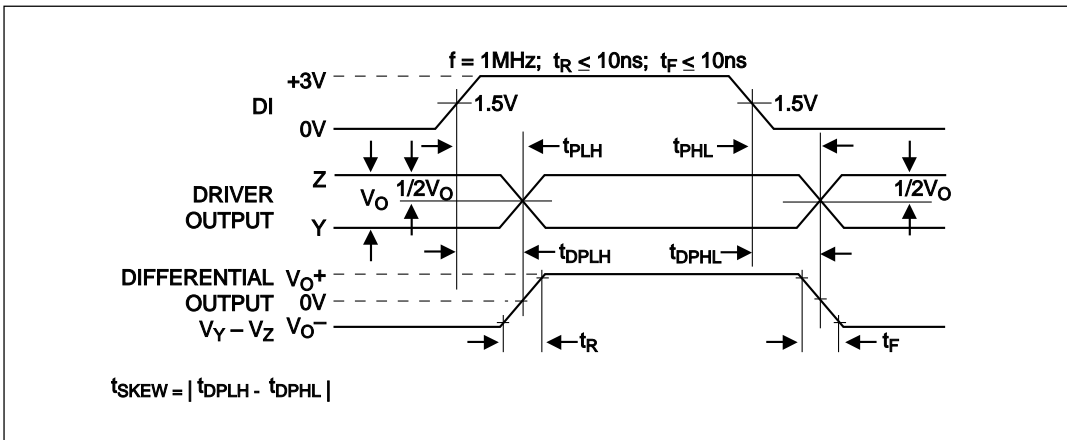 f = 1MHz; tR ≤ 10ns; tF ≤ 10ns
+3V
DI
1.5V
1.5V
0V
tPLH
tPHL
Z
DRIVER
OUTPUT
VO
1/2VO
1/2VO
Y
tDPLH
tDPHL
DIFFERENTIAL
OUTPUT
VY – VZ
VO+
0V
VO–
tR
tF
tSKEW = | tDPLH - tDPHL |